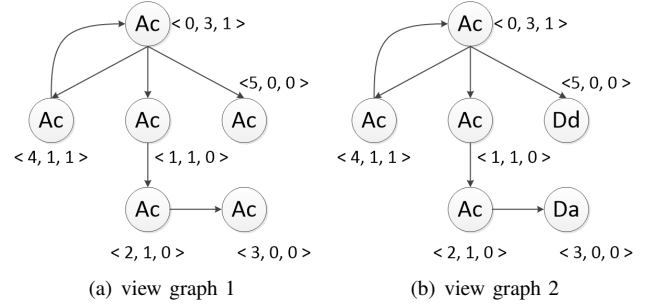 Ac < 0, 3, 1 >
<5, 0, 0 >
Ac Ac Ac
< 4, 1, 1 > < 1, 1, 0 >
Ac Ac
< 2, 1, 0 > < 3, 0, 0 >
(a) view graph 1
Ac < 0, 3, 1 >
<5, 0, 0 >
Ac Ac Dd
< 4, 1, 1 > < 1, 1, 0 >
Ac Da
< 2, 1, 0 > < 3, 0, 0 >
(b) view graph 2